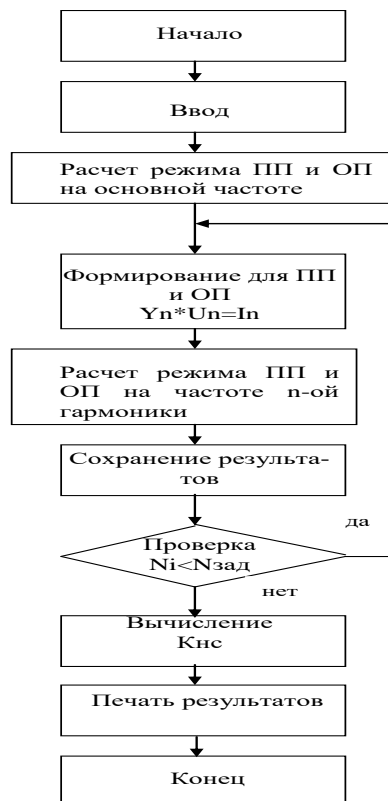 Начало
Ввод
Расчет режима ПП и ОП
на основной частоте
Формирование для ПП
и ОП
Yn*Un=In
Расчет режима ПП и
ОП на частоте n-ой
гармоники
Сохранение результа-
тов
да
Проверка
Ni<Nзад
нет
Вычисление
Кнс
Печать результатов
Конец